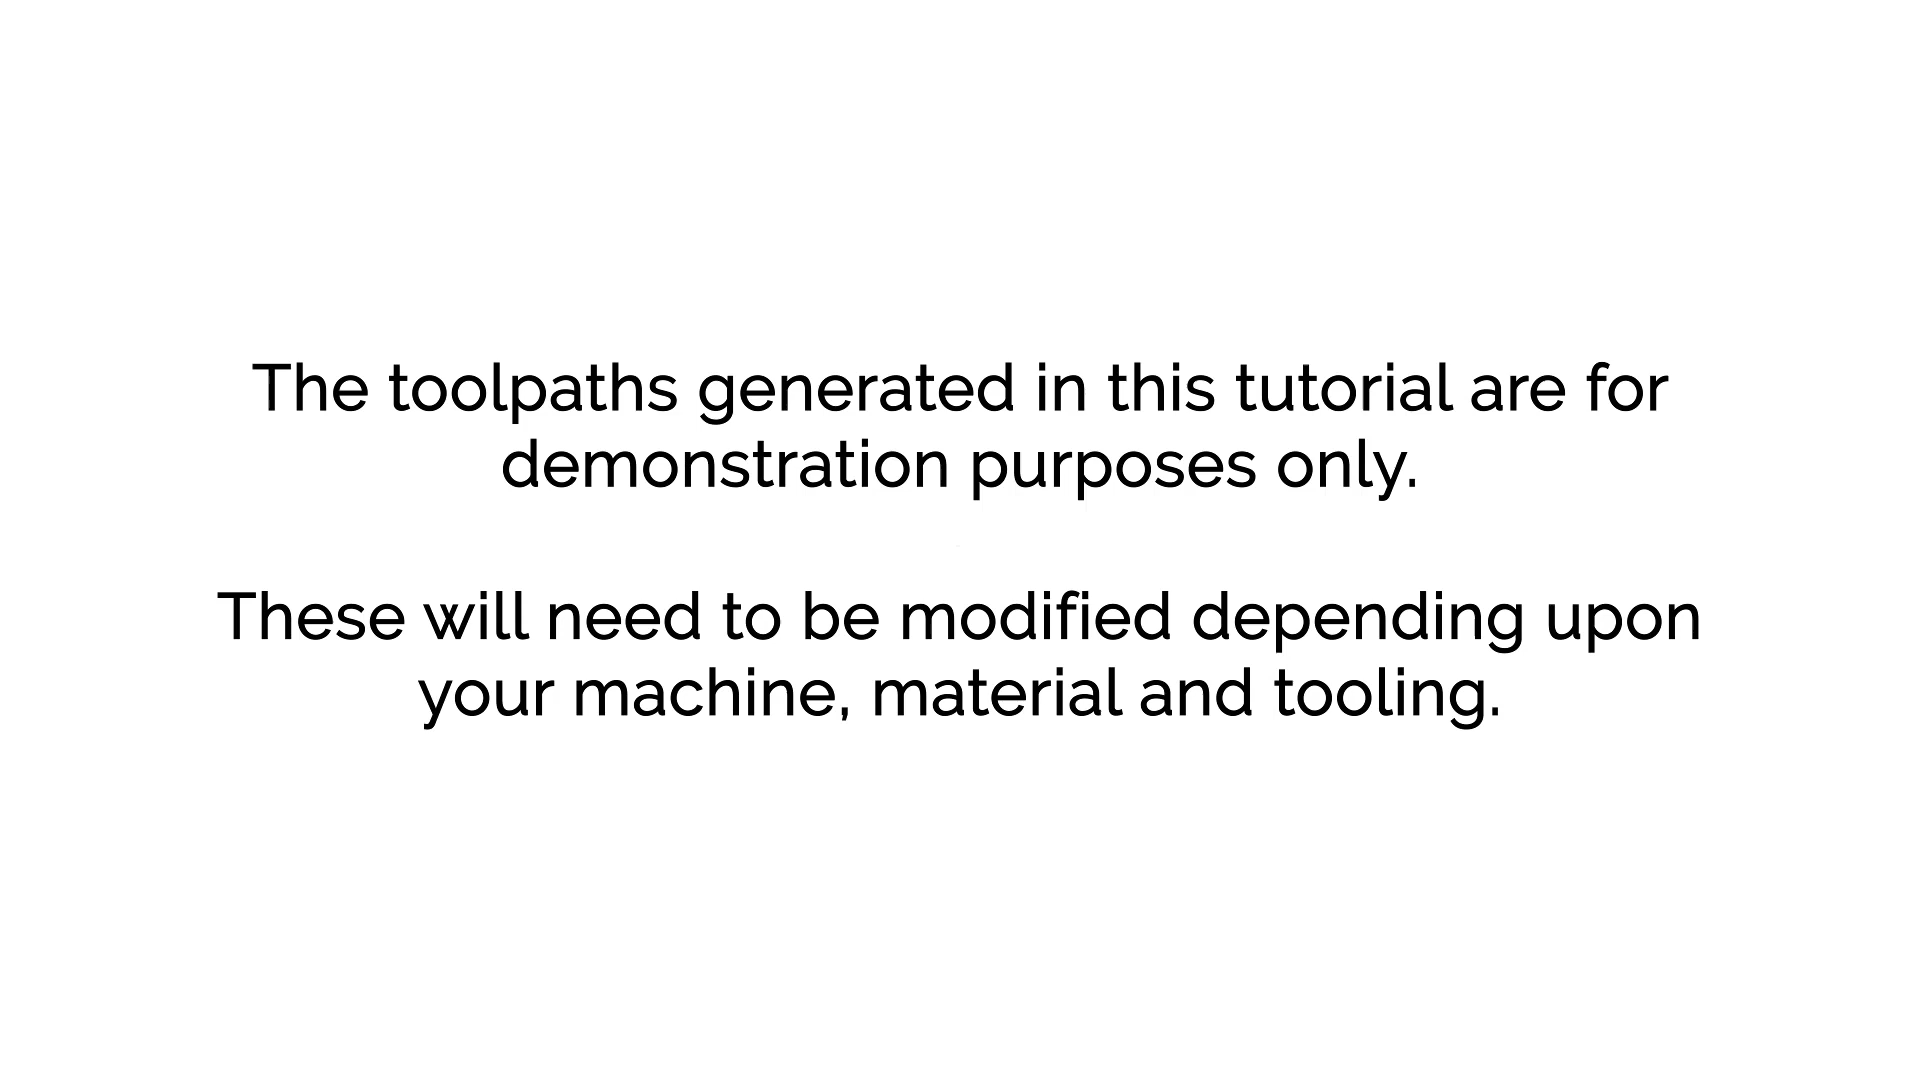 The toolpaths generated in this tutorial are for
demonstration purposes only.
These will need to be modified depending upon
your machine, material and tooling.